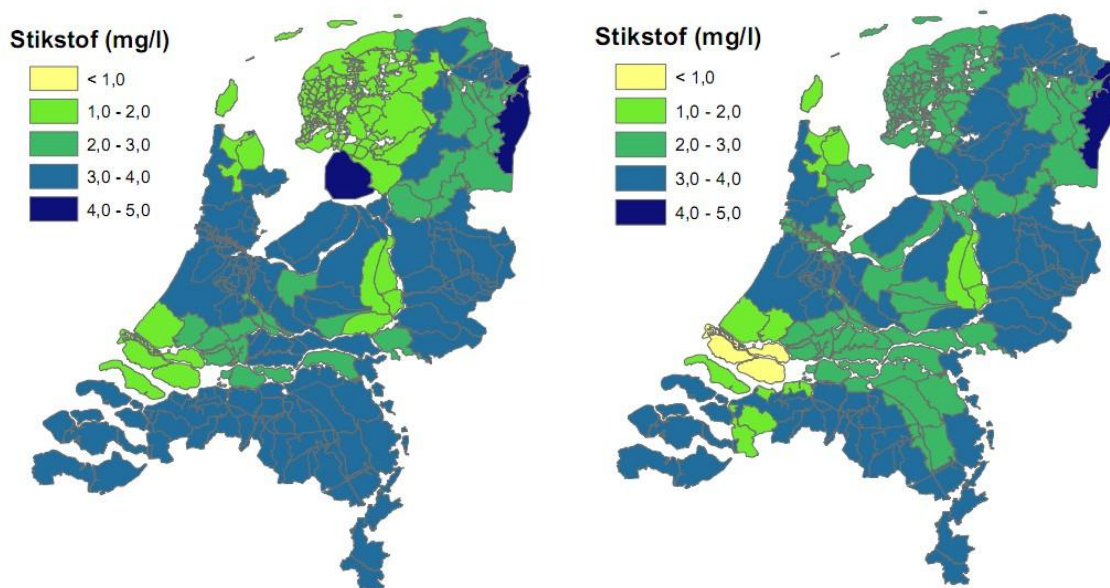 Stikstof (mg/l)
< 1,0
1,0 - 2,0
2,0 - 3,0
3,0 - 4,0
4,0 - 5,0
Stikstof (mg/l)
< 1,0
1,0 - 2,0
2,0 - 3,0
3,0 - 4,0
4,0 - 5,0